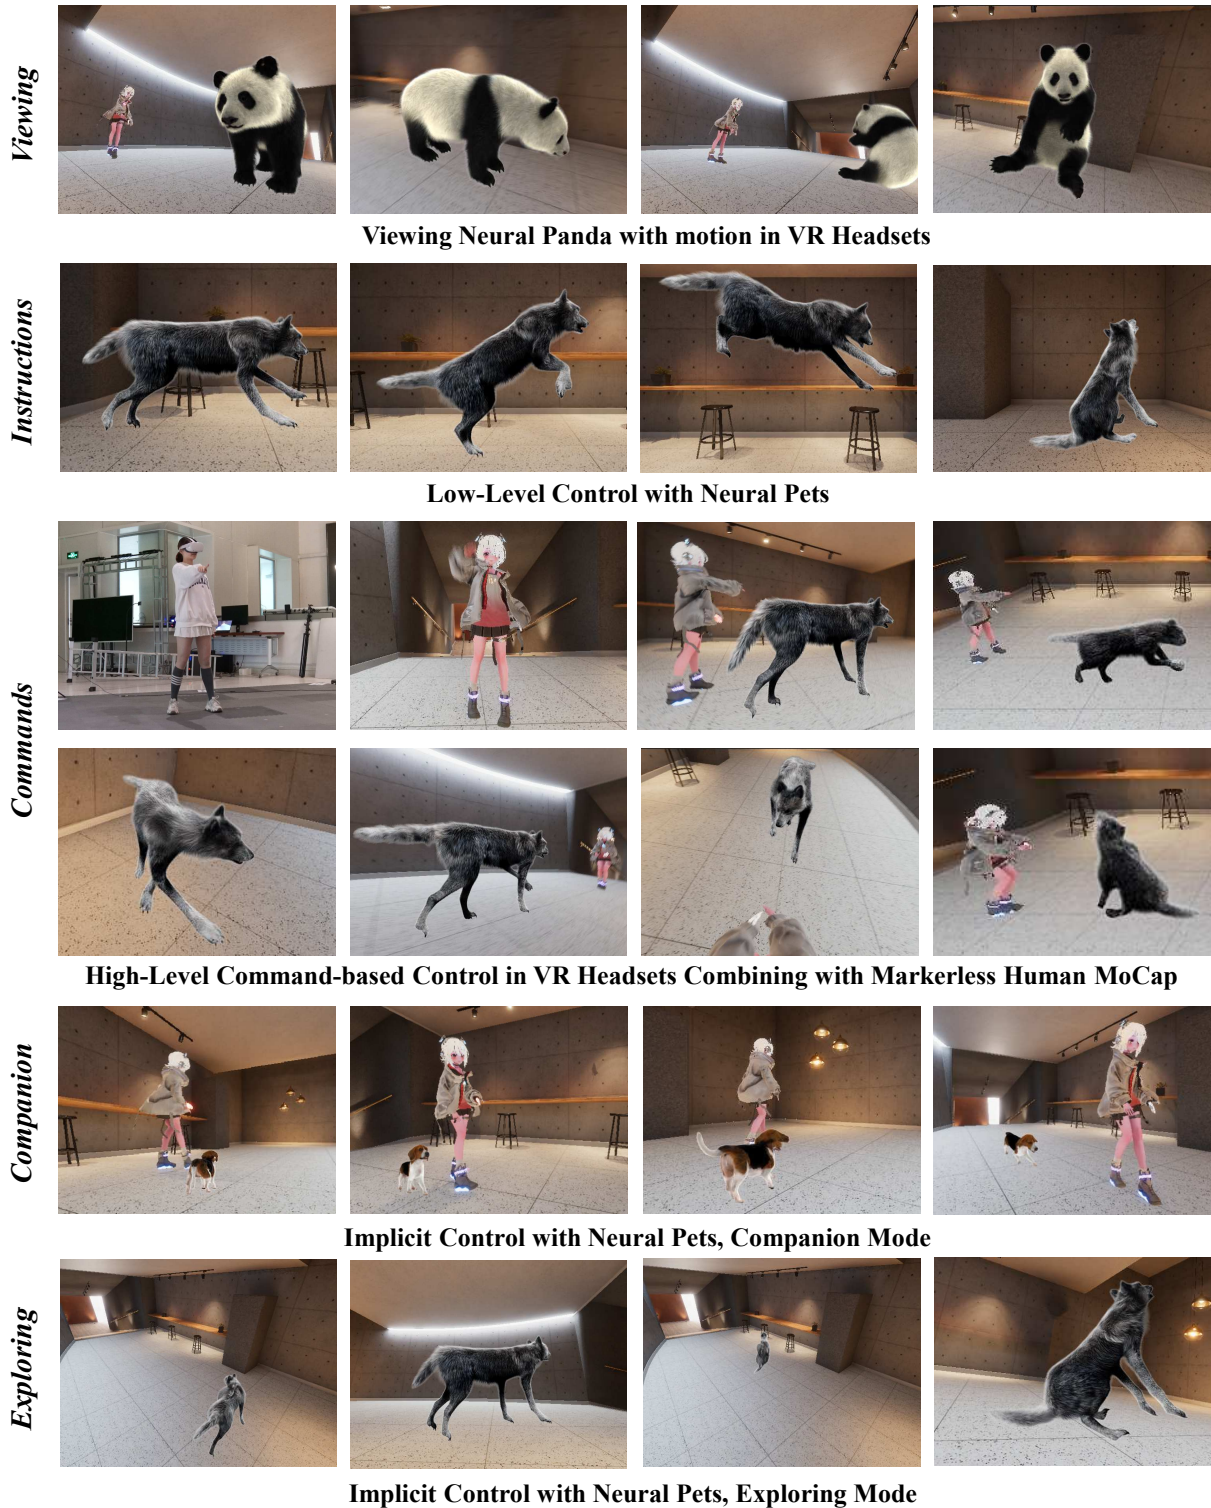 Viewing
Viewing Neural Panda with motion in VR Headsets
Instructions
Low-Level Control with Neural Pets
Commands
High-Level Command-based Control in VR Headsets Combining with Markerless Human MoCap
Companion
Implicit Control with Neural Pets, Companion Mode
Exploring
Implicit Control with Neural Pets, Exploring Mode